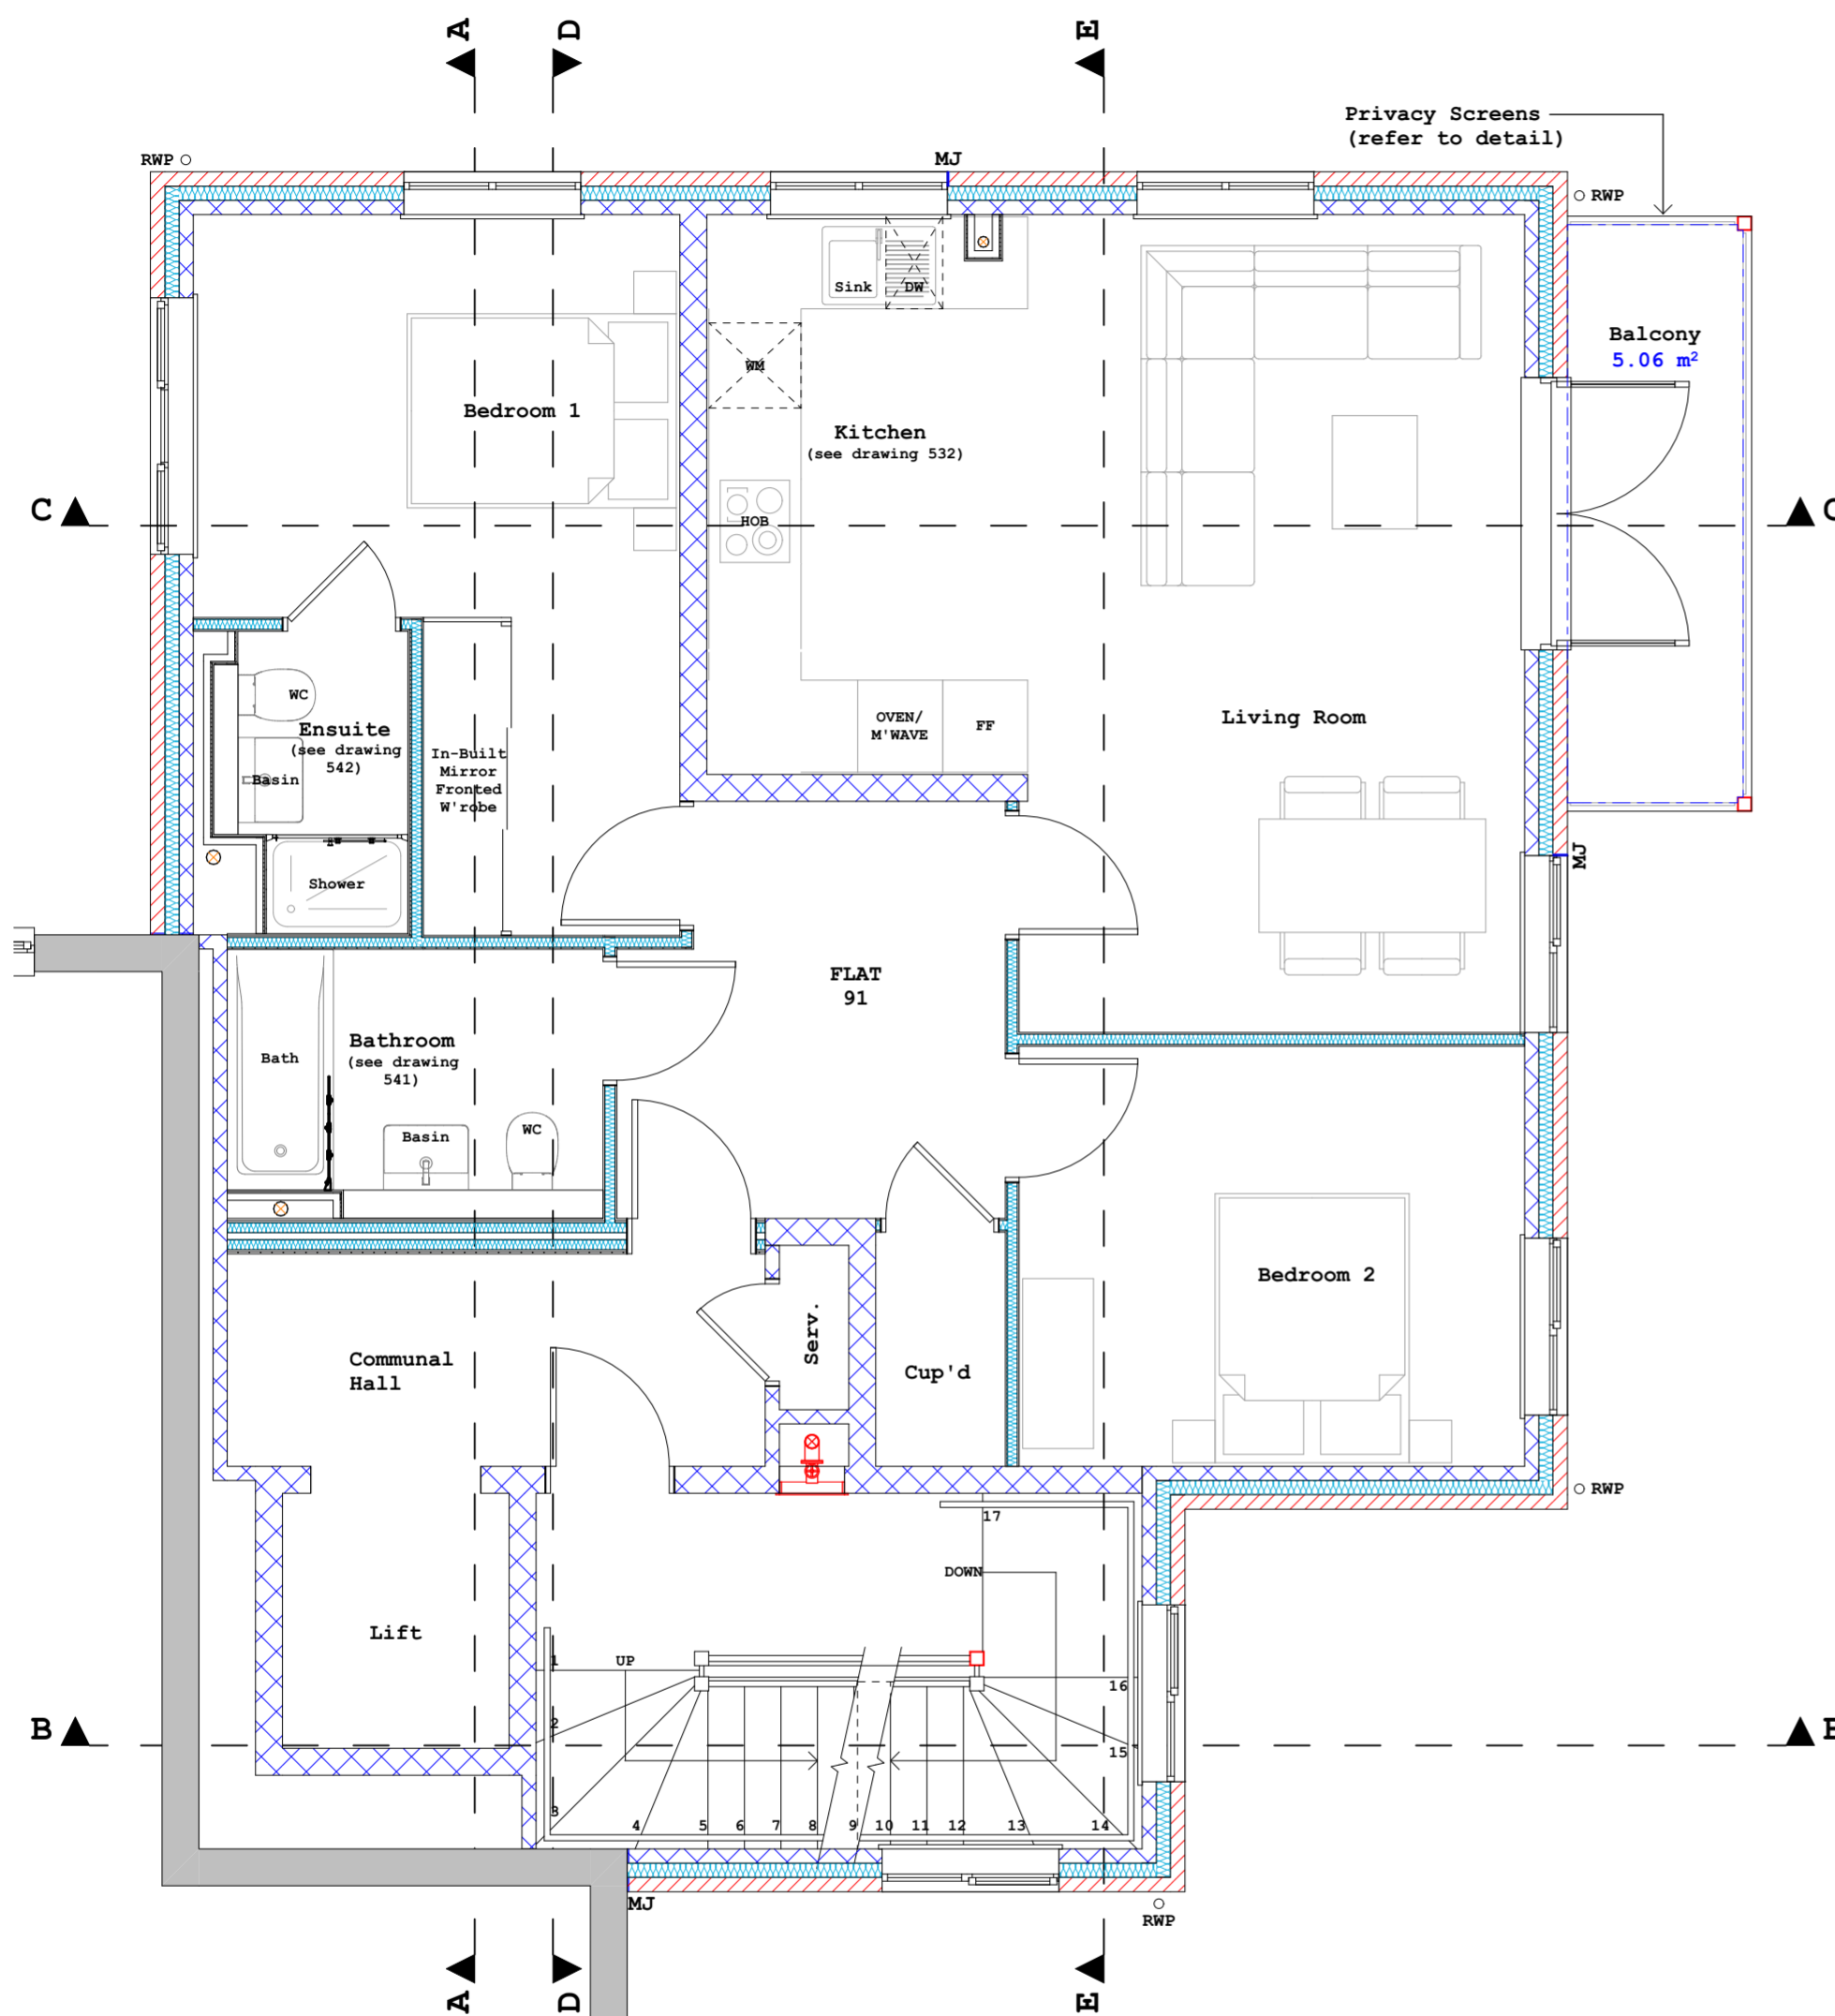 A
D
E
Privacy Screens
(refer to detail)
RWP
MJ
RWP
Sink
DW
Balcony
5.06 m²
WM
Bedroom 1
Kitchen
(see drawing 532)
C
C
HOB
WC
Ensuite
(see drawing
542)
Basin
In-Built
Mirror
Fronted
W'robe
OVEN/
M'WAVE
FF
Living Room
Shower
MJ
FLAT
91
Bathroom
(see drawing
541)
Bath
Basin
WC
Bedroom 2
Serv.
Communal
Hall
Cup'd
RWP
17
DOWN
Lift
1
UP
16
2
B
15
3
4
5
6
7
8
9
10
11
12
13
14
MJ
RWP
A
D
E